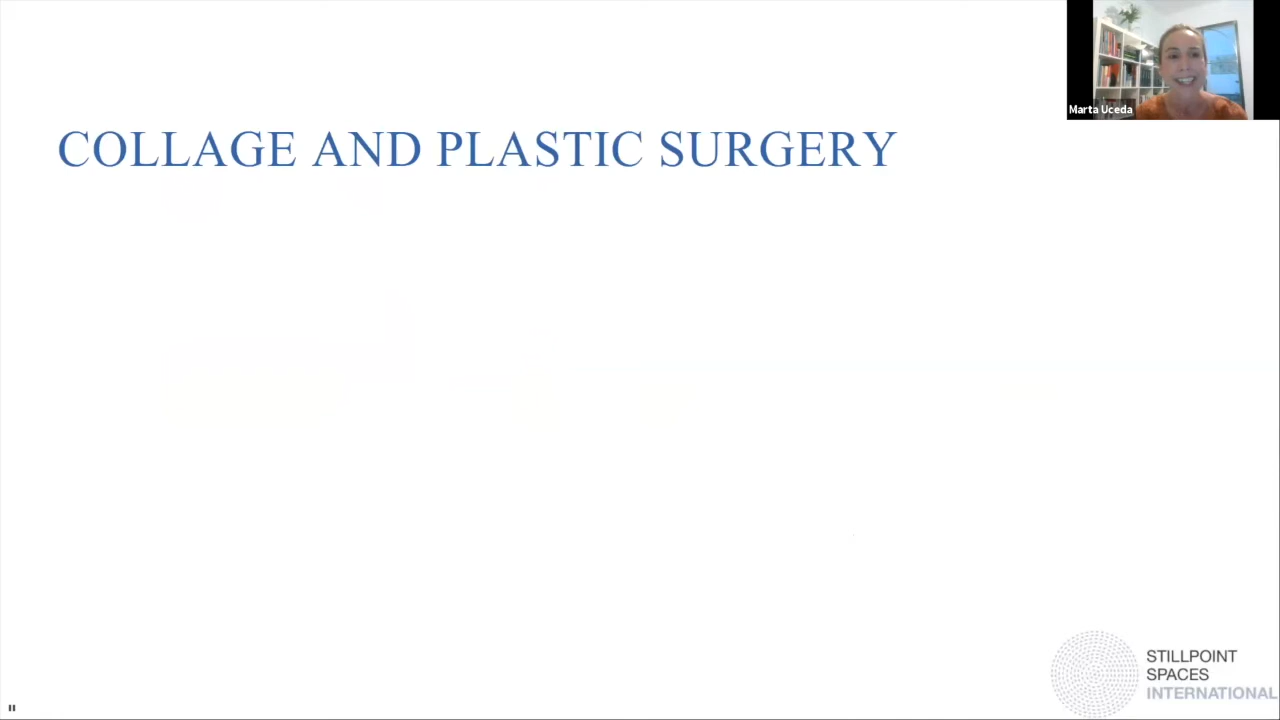 Marta Uceda
COLLAGE AND PLASTIC SURGERY
STILLPOINT
SPACES
INTERNATIONAL